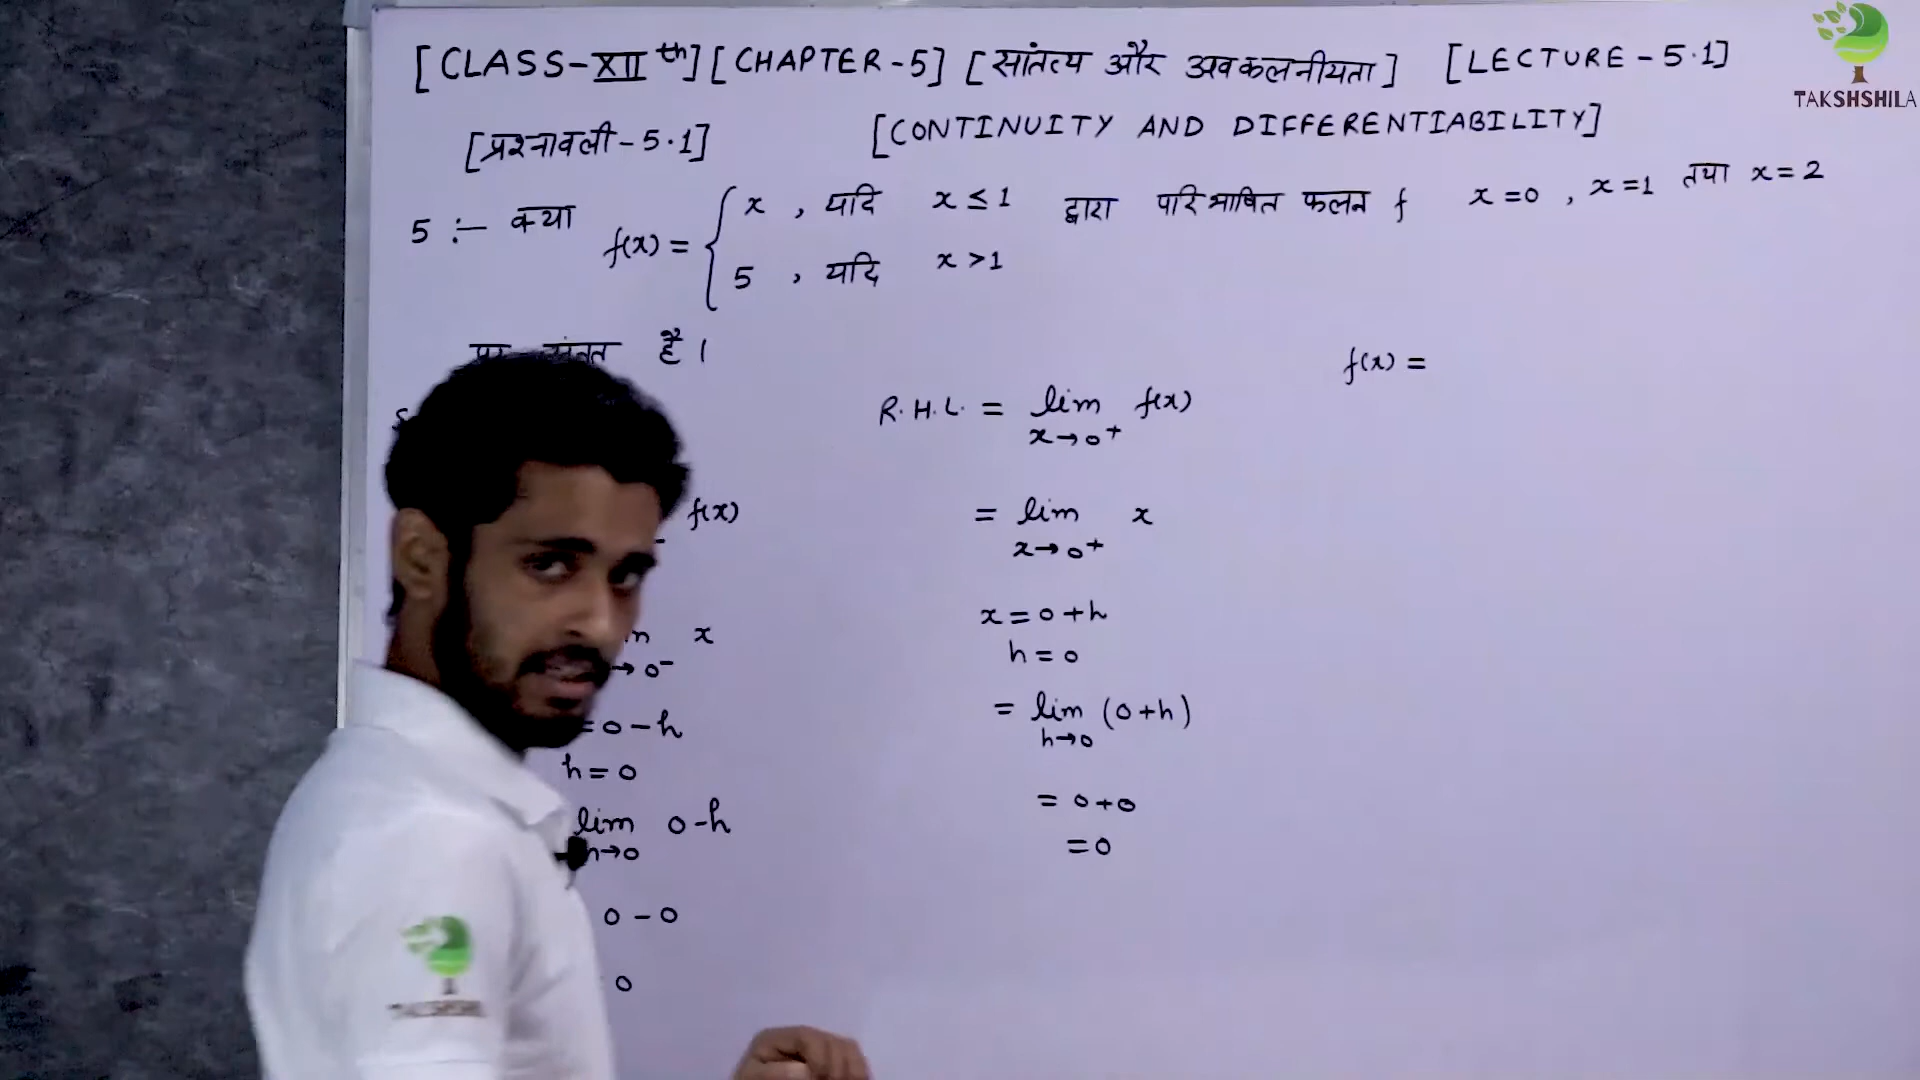 [CLASS-XIIth] [CHAPTER-5] [सांतत्य और अवकलनीयता] [LECTURE-5.1]
TAKSHSHILA
[प्रश्नावली-5.1] [CONTINUITY AND DIFFERENTIABILITY]
5 :- क्या f(x) = { x , यदि x ≤ 1 द्वारा परिभाषित फलन f x=0 , x=1 तथा x=2
5 , यदि x >1
है ।
f(x) =
R.H.L. = lim f(x)
x→0+
f(x)
= lim x
x→0+
x
→0-
x=0+h
h=0
=0-h
h=0
= lim (0+h)
h→0
lim 0-h
h→0
= 0+0
=0
0-0
0